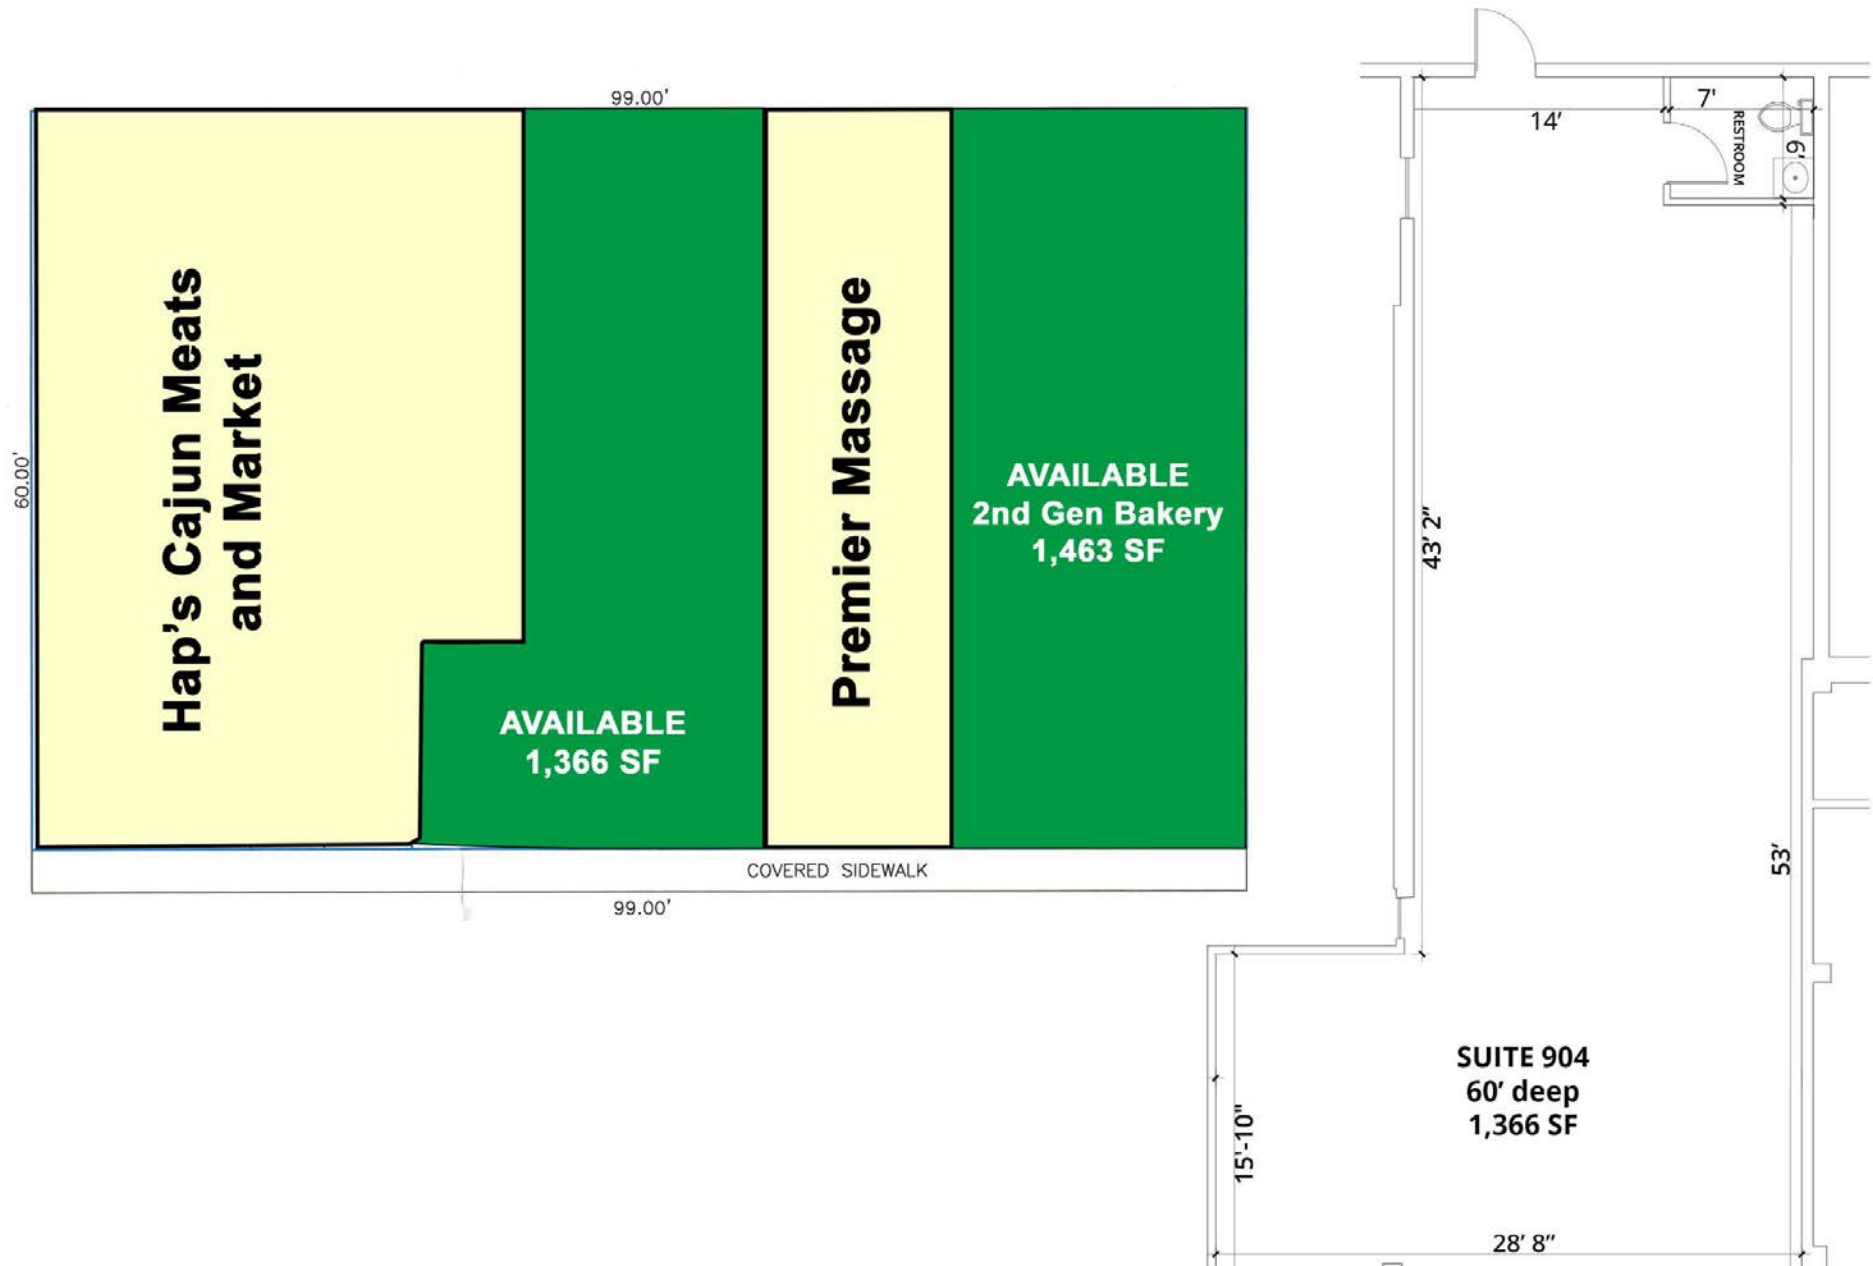 99.00'
60.00'
Hap's Cajun Meats
and Market
AVAILABLE
1,366 SF
Premier Massage
AVAILABLE
2nd Gen Bakery
1,463 SF
COVERED SIDEWALK
99.00'
14'
7'
RESTROOM
6'
43' 2"
53'
SUITE 904
60' deep
1,366 SF
15'-10"
28' 8"